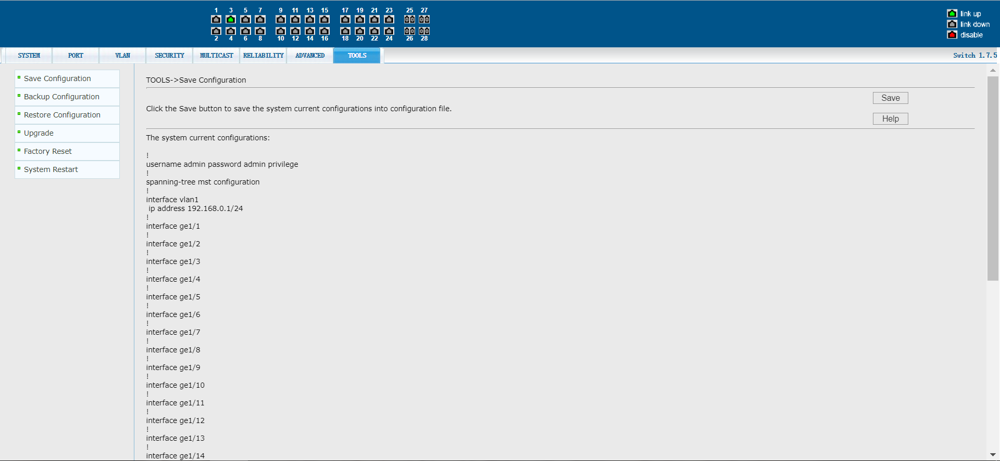 1 3 5 7 9 11 13 15 17 19 21 23 25 27
2 4 6 8 10 12 14 16 18 20 22 24 26 28
link up
link down
disable
SYSTEM PORT VLAN SECURITY MULTICAST RELIABILITY ADVANCED TOOLS Switch 1.7.5
Save Configuration
Backup Configuration
Restore Configuration
Upgrade
Factory Reset
System Restart
TOOLS->Save Configuration
Save
Click the Save button to save the system current configurations into configuration file.
Help
The system current configurations:
!
username admin password admin privilege
!
spanning-tree mst configuration
!
interface vlan1
ip address 192.168.0.1/24
!
interface ge1/1
!
interface ge1/2
!
interface ge1/3
!
interface ge1/4
!
interface ge1/5
!
interface ge1/6
!
interface ge1/7
!
interface ge1/8
!
interface ge1/9
!
interface ge1/10
!
interface ge1/11
!
interface ge1/12
!
interface ge1/13
!
interface ge1/14